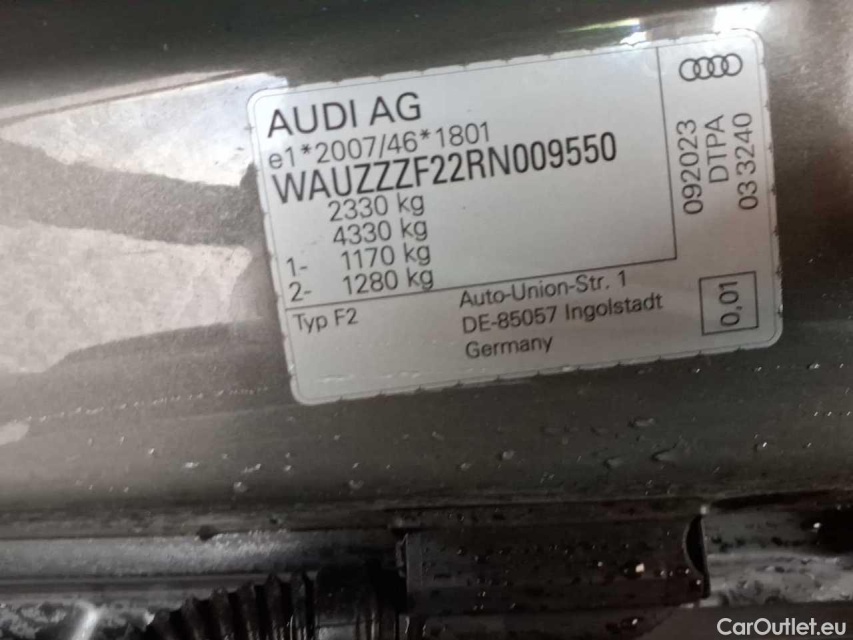 AUDI AG
e1*2007/46*1801
WAUZZZF22RN009550
2330 kg
4330 kg
1- 1170 kg
2- 1280 kg
Typ F2
Auto-Union-Str. 1
DE-85057 Ingolstadt
Germany
092023
DTPA
033240
0,01
CarOutlet.eu